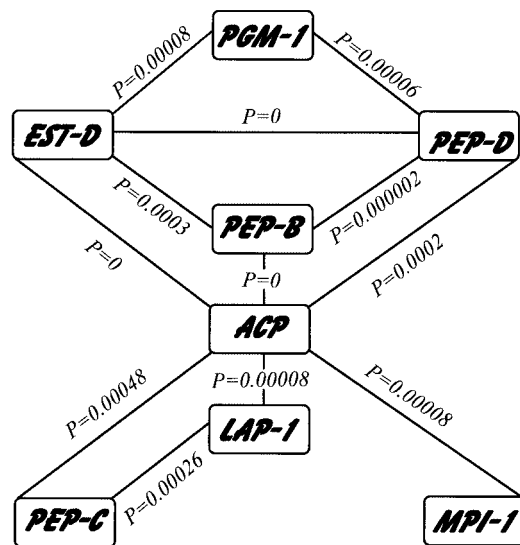 PGM-1
P=0.00008
P=0.00006
P=0
EST-D
PEP-D
P=0.0003
P=0.000002
PEP-B
P=0
P=0.0002
P=0
ACP
P=0.00048
P=0.00008
P=0.00008
LAP-1
P=0.00026
PEP-C
MPI-1